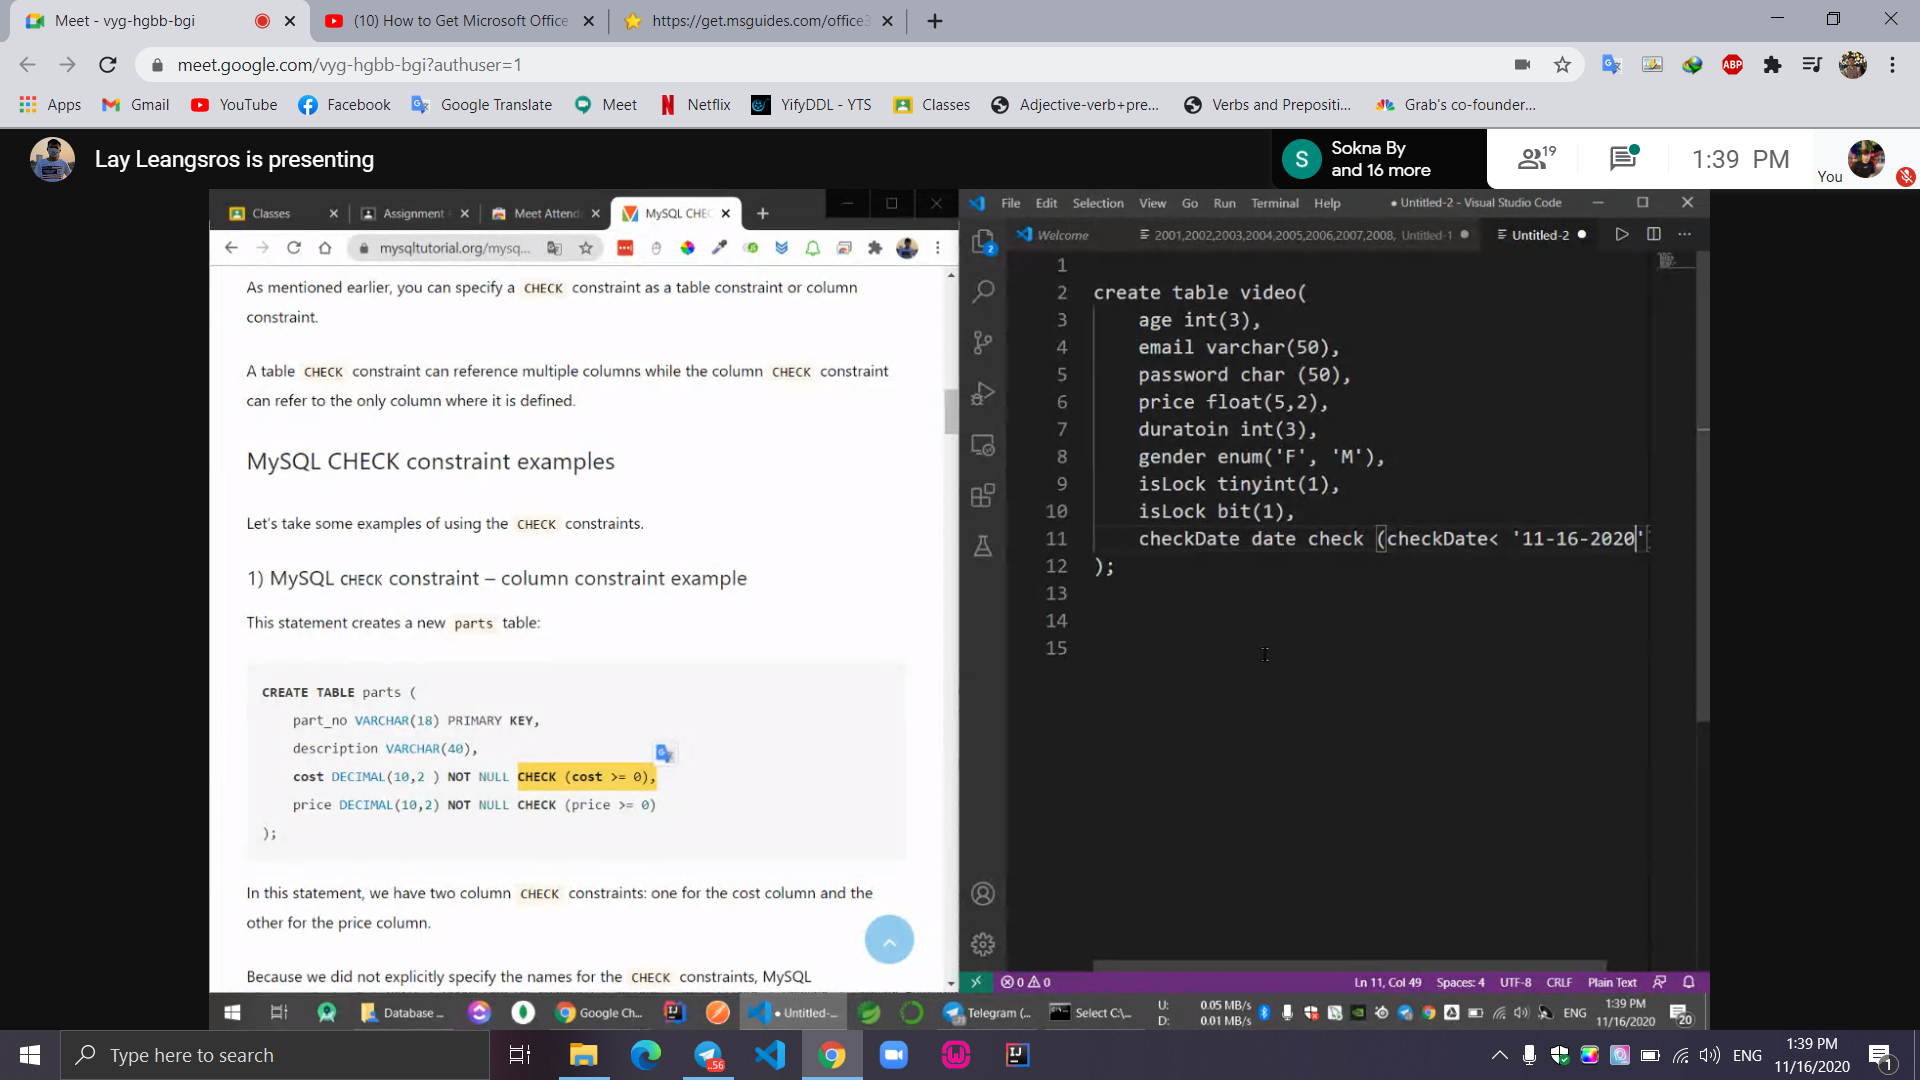 Meet - vyg-hgbb-bgi
(10) How to Get Microsoft Office
https://get.msguides.com/office3
meet.google.com/vyg-hgbb-bgi?authuser=1
ABP
Apps
Gmail
YouTube
Facebook
Google Translate
Meet
Netflix
YifyDDL - YTS
Classes
Adjective-verb+pre...
Verbs and Prepositi...
Grab's co-founder...
Lay Leangsros is presenting
S
Sokna By
and 16 more
19
1:39 PM
You
Classes
Assignment
Meet Attend
MySQL CHEC
mysqltutorial.org/mysq...
As mentioned earlier, you can specify a CHECK constraint as a table constraint or column
constraint.
A table CHECK constraint can reference multiple columns while the column CHECK constraint
can refer to the only column where it is defined.
MySQL CHECK constraint examples
Let's take some examples of using the CHECK constraints.
1) MySQL CHECK constraint – column constraint example
This statement creates a new parts table:
CREATE TABLE parts (
part_no VARCHAR(18) PRIMARY KEY,
description VARCHAR(40),
cost DECIMAL(10,2 ) NOT NULL CHECK (cost >= 0),
price DECIMAL(10,2) NOT NULL CHECK (price >= 0)
);
In this statement, we have two column CHECK constraints: one for the cost column and the
other for the price column.
Because we did not explicitly specify the names for the CHECK constraints, MySQL
File Edit Selection View Go Run Terminal Help
● Untitled-2 - Visual Studio Code
Welcome
2001,2002,2003,2004,2005,2006,2007,2008, Untitled-1
Untitled-2
2
1
2 create table video(
3 age int(3),
4 email varchar(50),
5 password char (50),
6 price float(5,2),
7 duratoin int(3),
8 gender enum('F', 'M'),
9 isLock tinyint(1),
10 isLock bit(1),
11 checkDate date check (checkDate< '11-16-2020'
12 );
13
14
15
0 0
Ln 11, Col 49
Spaces: 4
UTF-8
CRLF
Plain Text
Database ...
Google Ch...
● Untitled-...
Telegram (...
Select C:\...
U: 0.05 MB/s
D: 0.01 MB/s
ENG
1:39 PM
11/16/2020
20
Type here to search
..56
ENG
1:39 PM
11/16/2020
1